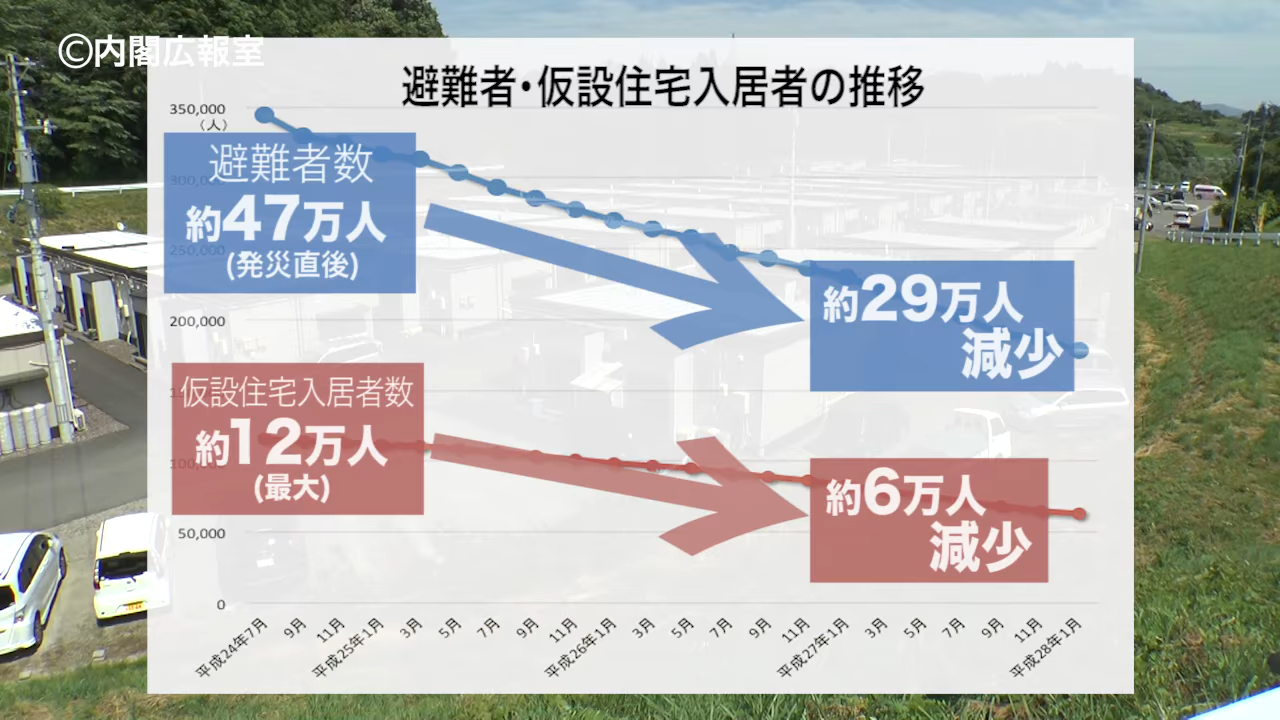 ©内閣広報室
避難者・仮設住宅入居者の推移
350,000
(人)
避難者数
約47万人
(発災直後)
300,000
250,000
200,000
約29万人
減少
仮設住宅入居者数
約12万人
(最大)
150,000
100,000
50,000
0
約6万人
減少
平成24年7月
9月
11月
平成25年1月
3月
5月
7月
9月
11月
平成26年1月
3月
5月
7月
9月
11月
平成27年1月
3月
5月
7月
9月
11月
平成28年1月